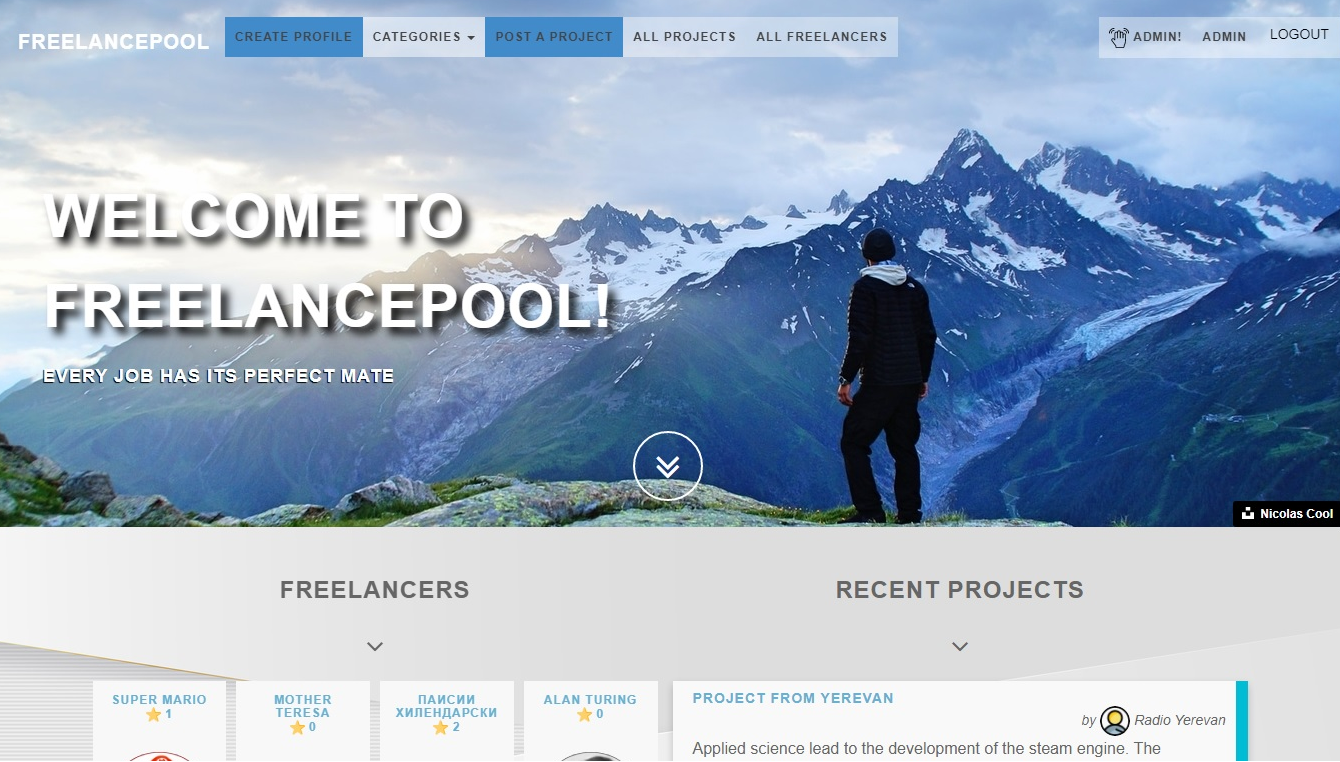 FREELANCEPOOL
CREATE PROFILE
CATEGORIES
POST A PROJECT
ALL PROJECTS
ALL FREELANCERS
ADMIN!
ADMIN
LOGOUT
WELCOME TO
FREELANCEPOOL!
EVERY JOB HAS ITS PERFECT MATE
Nicolas Cool
FREELANCERS
RECENT PROJECTS
SUPER MARIO
1
MOTHER
TERESA
0
ПАИСИИ
ХИЛЕНДАРСКИ
2
ALAN TURING
0
PROJECT FROM YEREVAN
by Radio Yerevan
Applied science lead to the development of the steam engine. The